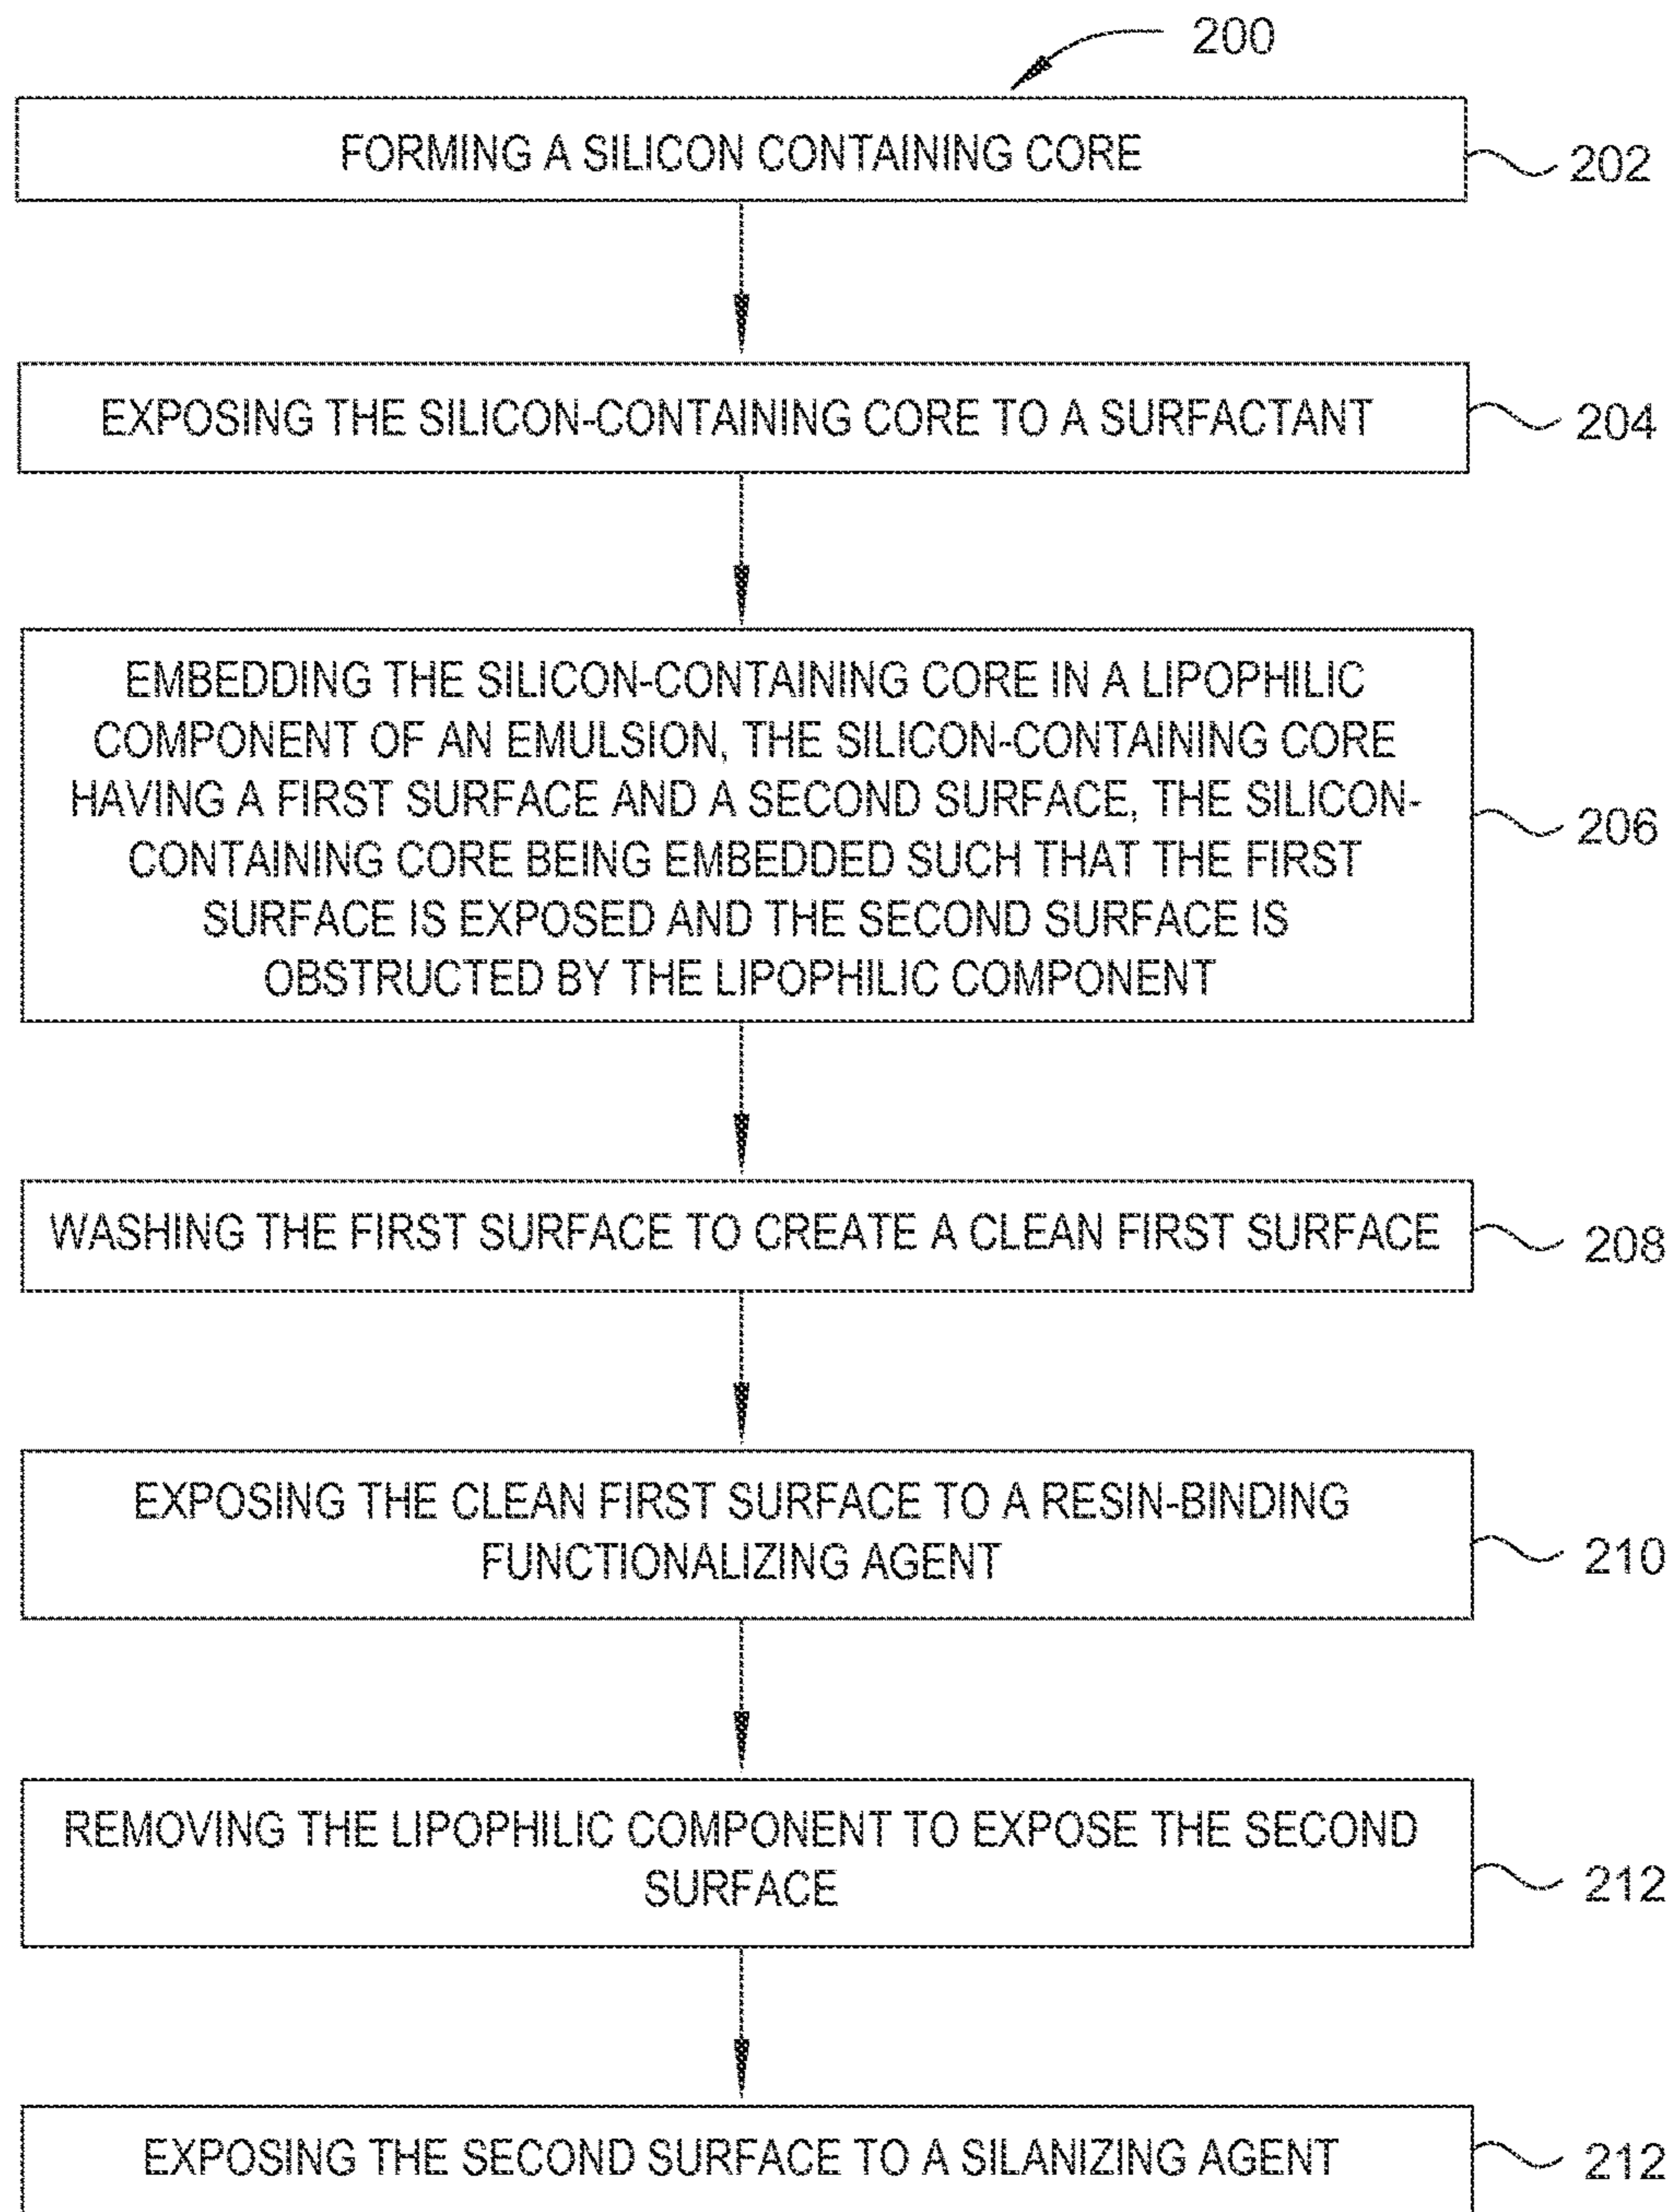 200
FORMING A SILICON CONTAINING CORE
202
EXPOSING THE SILICON-CONTAINING CORE TO A SURFACTANT
204
EMBEDDING THE SILICON-CONTAINING CORE IN A LIPOPHILIC
COMPONENT OF AN EMULSION, THE SILICON-CONTAINING CORE
HAVING A FIRST SURFACE AND A SECOND SURFACE, THE SILICON-
CONTAINING CORE BEING EMBEDDED SUCH THAT THE FIRST
SURFACE IS EXPOSED AND THE SECOND SURFACE IS
OBSTRUCTED BY THE LIPOPHILIC COMPONENT
206
WASHING THE FIRST SURFACE TO CREATE A CLEAN FIRST SURFACE
208
EXPOSING THE CLEAN FIRST SURFACE TO A RESIN-BINDING
FUNCTIONALIZING AGENT
210
REMOVING THE LIPOPHILIC COMPONENT TO EXPOSE THE SECOND
SURFACE
212
EXPOSING THE SECOND SURFACE TO A SILANIZING AGENT
212